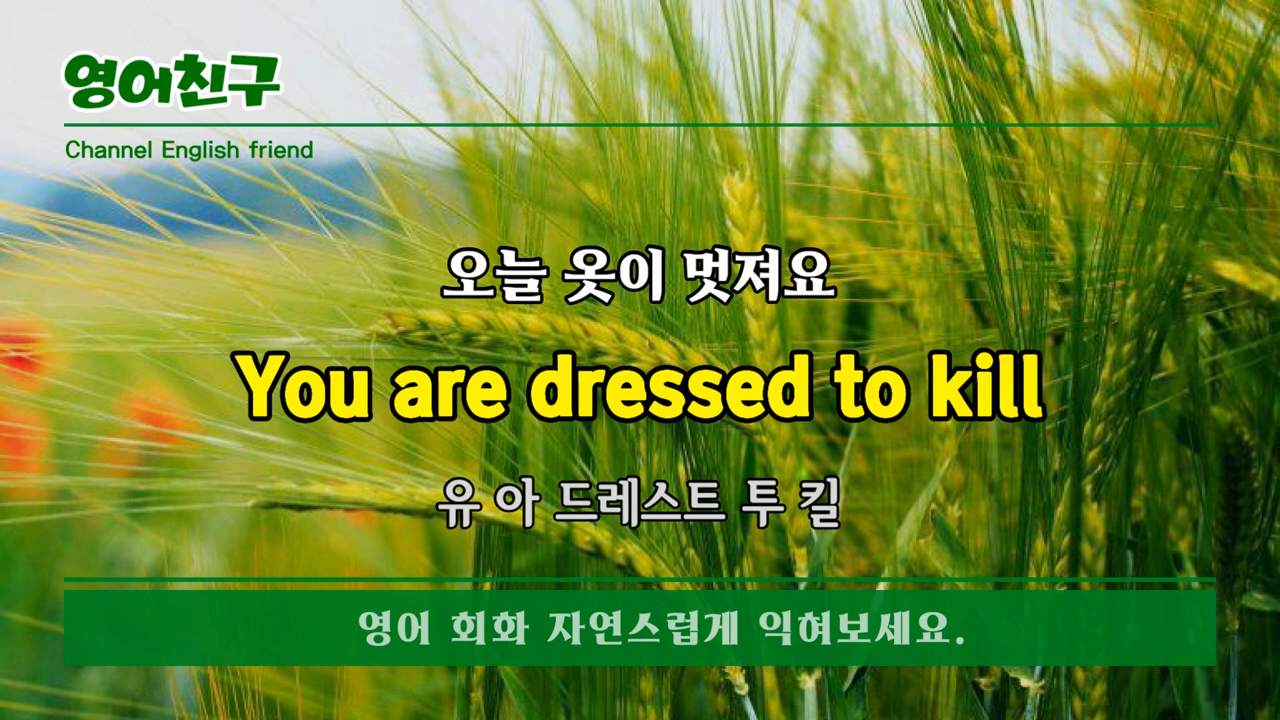 영어친구
Channel English friend
오늘 옷이 멋져요
You are dressed to kill
유 아 드레스트 투 킬
영어 회화 자연스럽게 익혀보세요.